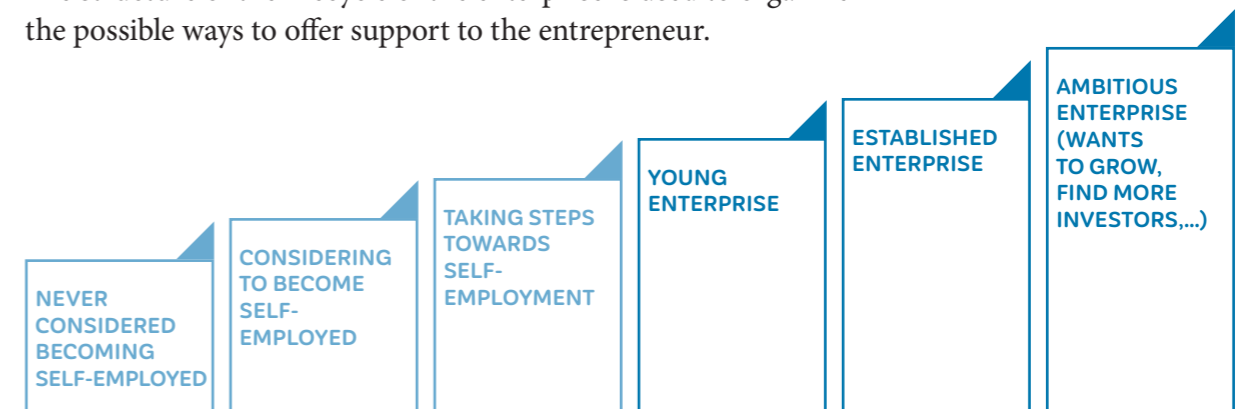 the possible ways to offer support to the entrepreneur.
NEVER
CONSIDERED
BECOMING
SELF-EMPLOYED
CONSIDERING
TO BECOME
SELF-
EMPLOYED
TAKING STEPS
TOWARDS
SELF-
EMPLOYMENT
YOUNG
ENTERPRISE
ESTABLISHED
ENTERPRISE
AMBITIOUS
ENTERPRISE
(WANTS
TO GROW,
FIND MORE
INVESTORS,...)